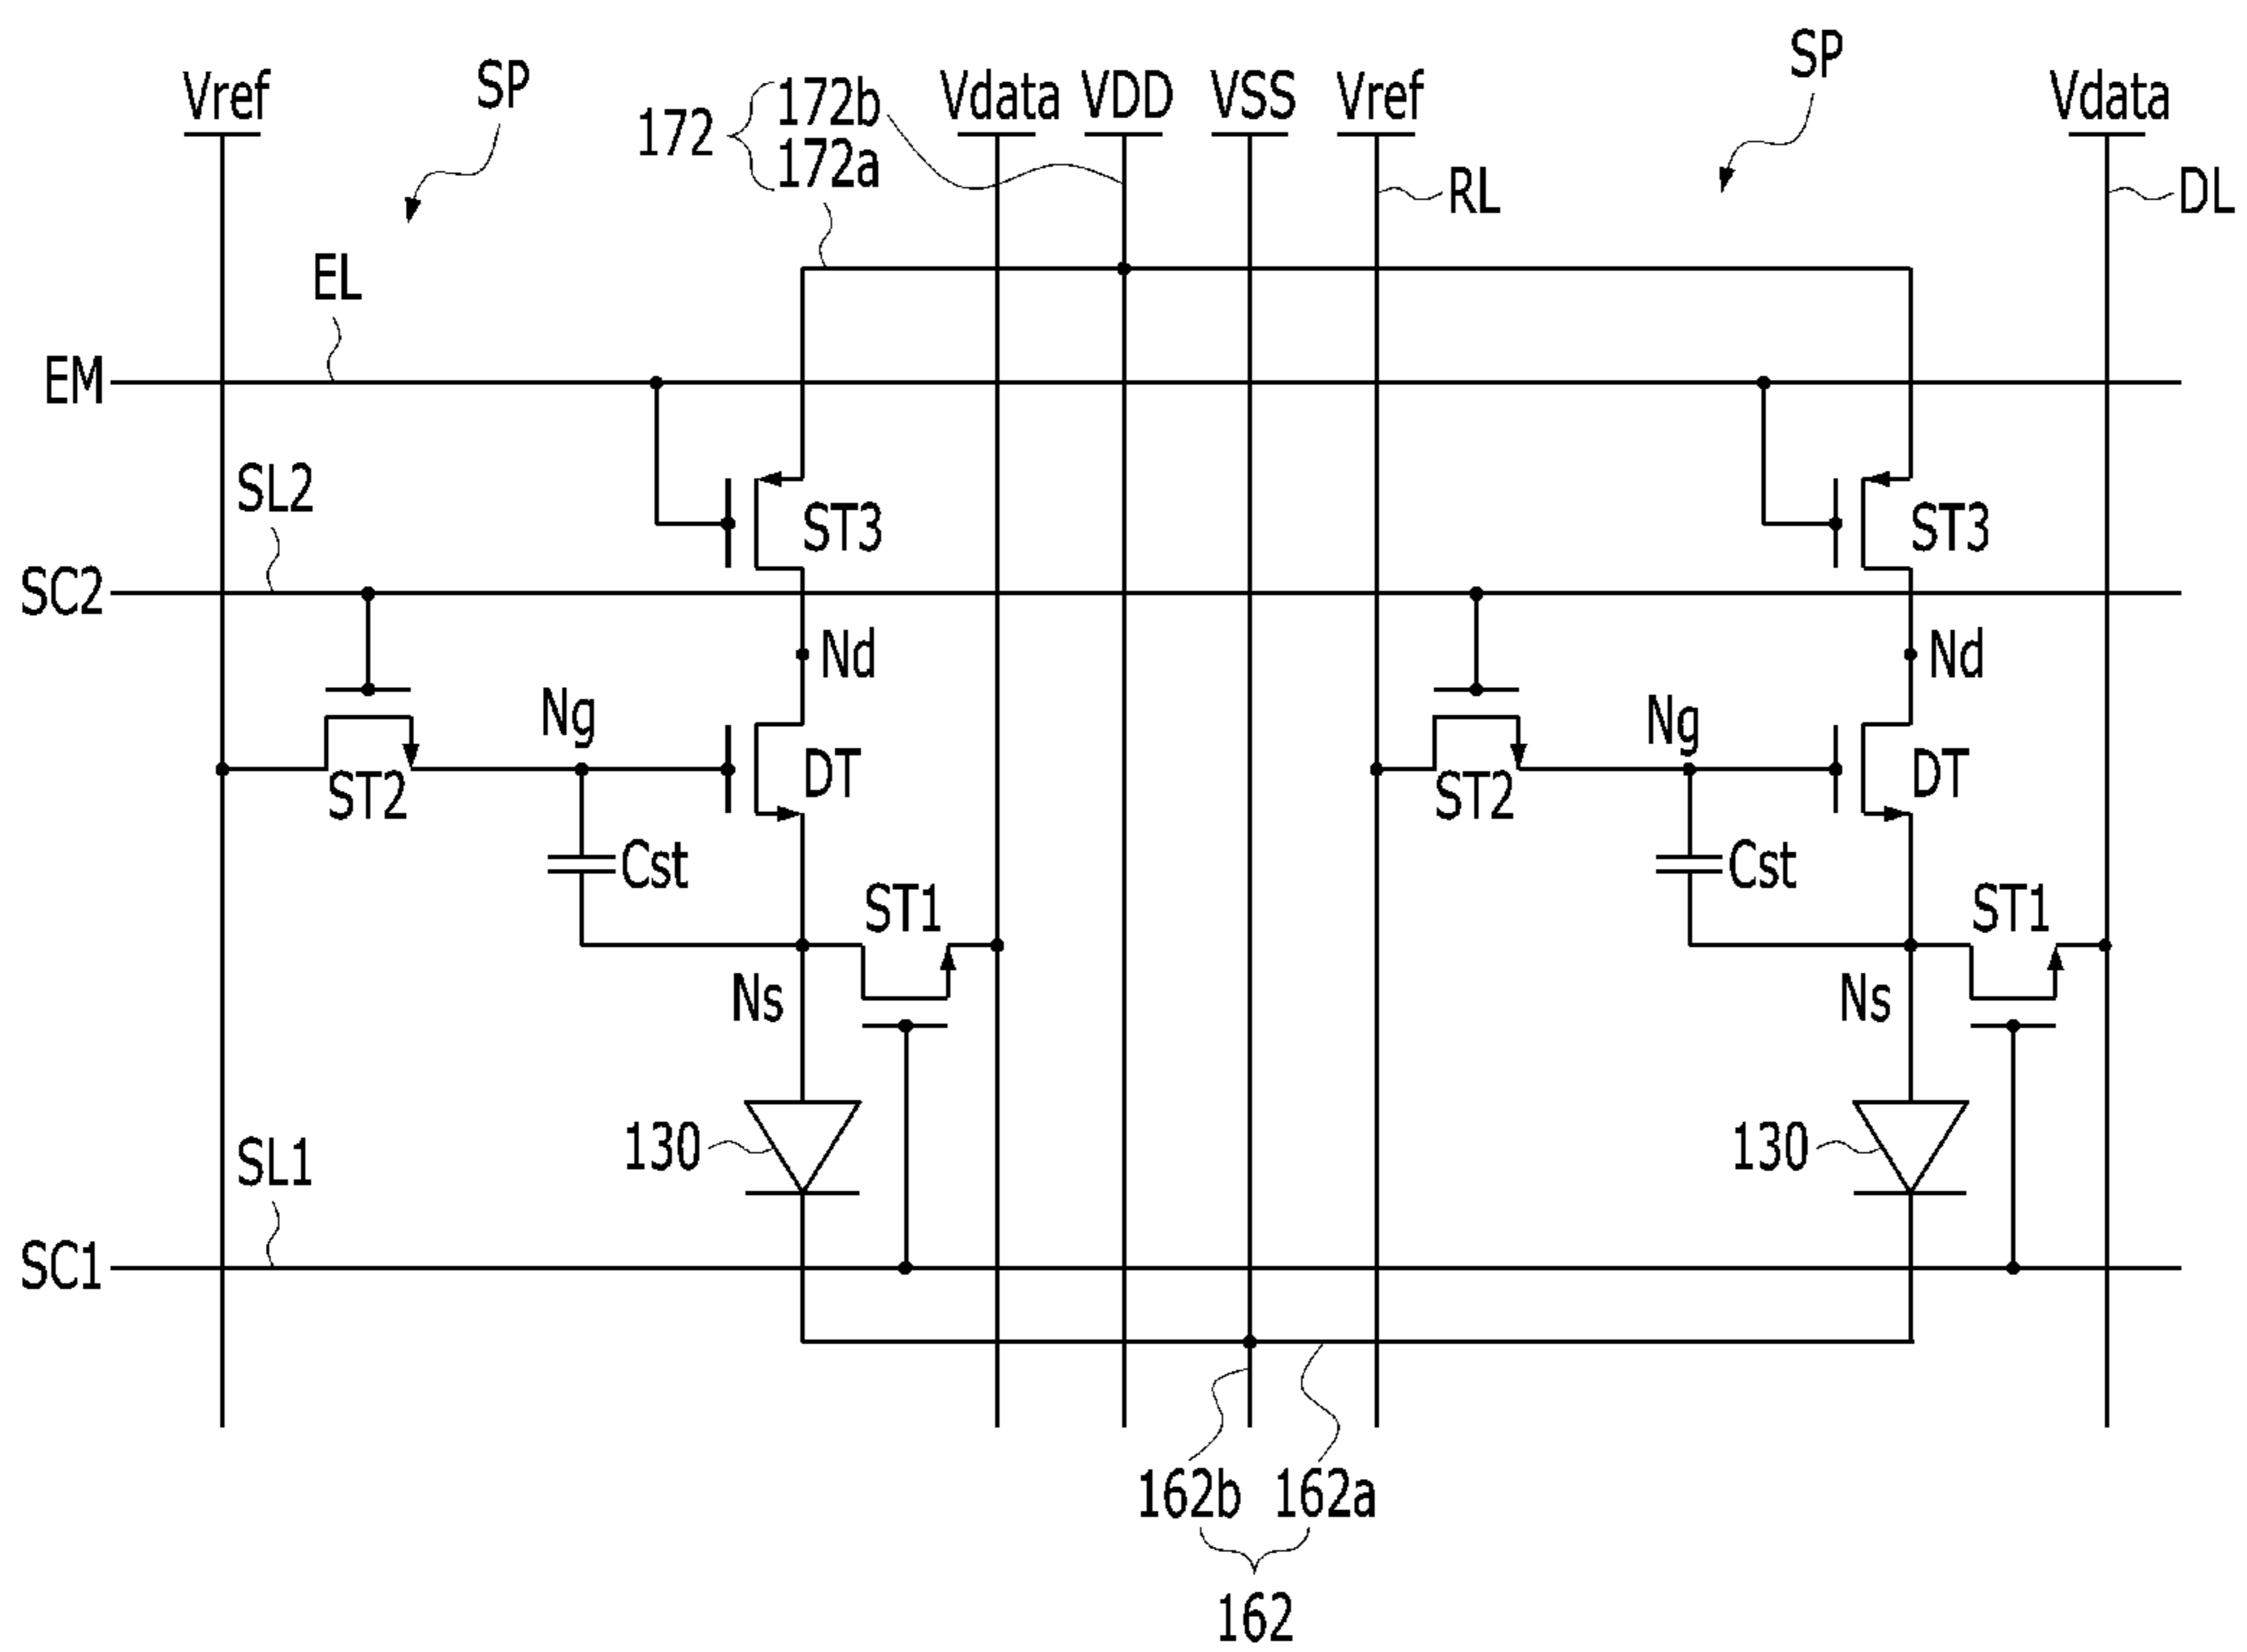 SP
SP
Vref
172
172b
172a
Vdata
VDD
VSS
Vref
Vdata
RL
DL
EL
EM
SL2
ST3
ST3
SC2
Nd
Nd
Ng
Ng
DT
DT
ST2
ST2
Cst
Cst
ST1
ST1
Ns
Ns
130
130
SL1
SC1
162b
162a
162